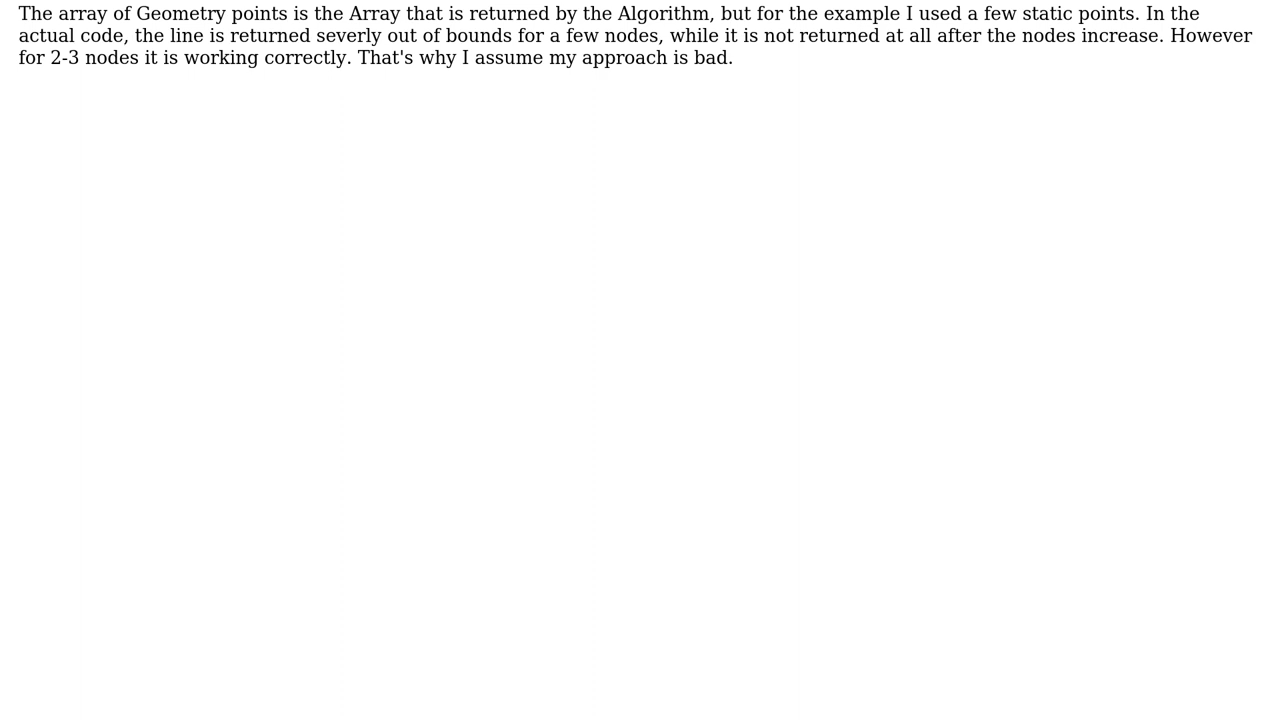 The array of Geometry points is the Array that is returned by the Algorithm, but for the example I used a few static points. In the
actual code, the line is returned severly out of bounds for a few nodes, while it is not returned at all after the nodes increase. However
for 2-3 nodes it is working correctly. That's why I assume my approach is bad.